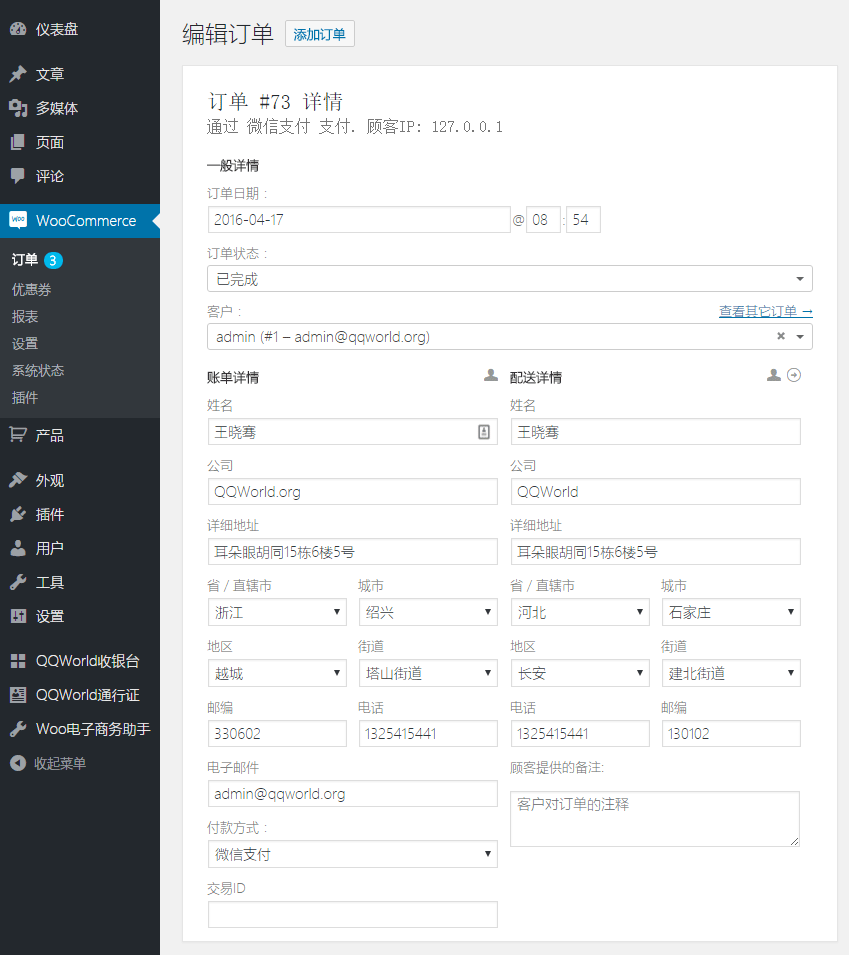 仪表盘
文章
多媒体
页面
评论
WooCommerce
订单 3
优惠券
报表
设置
系统状态
插件
产品
外观
插件
用户
工具
设置
QQWorld收银台
QQWorld通行证
Woo电子商务助手
收起菜单
编辑订单 添加订单
订单 #73 详情
通过 微信支付 支付. 顾客IP: 127.0.0.1
一般详情
订单日期：
2016-04-17 @ 08 : 54
订单状态：
已完成
客户： 查看其它订单 →
admin (#1 – admin@qqworld.org) ×
账单详情
姓名
王晓骞
公司
QQWorld.org
详细地址
耳朵眼胡同15栋6楼5号
省 / 直辖市 城市
浙江 绍兴
地区 街道
越城 塔山街道
邮编 电话
330602 1325415441
电子邮件
admin@qqworld.org
付款方式：
微信支付
交易ID
配送详情
姓名
王晓骞
公司
QQWorld
详细地址
耳朵眼胡同15栋6楼5号
省 / 直辖市 城市
河北 石家庄
地区 街道
长安 建北街道
电话 邮编
1325415441 130102
顾客提供的备注:
客户对订单的注释